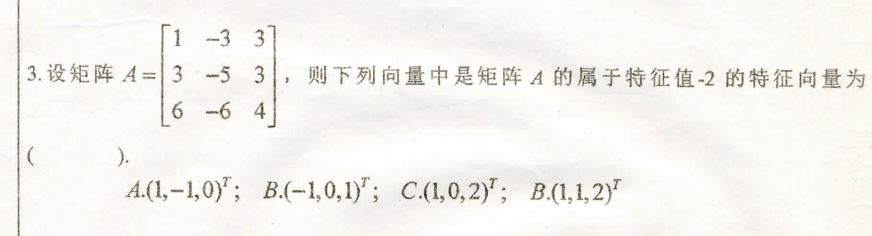 3.设矩阵 A=[1 -3 3; 3 -5 3; 6 -6 4], 则下列向量中是矩阵 A 的属于特征值-2 的特征向量为
( ).
A.(1,-1,0)^T; B.(-1,0,1)^T; C.(1,0,2)^T; B.(1,1,2)^T